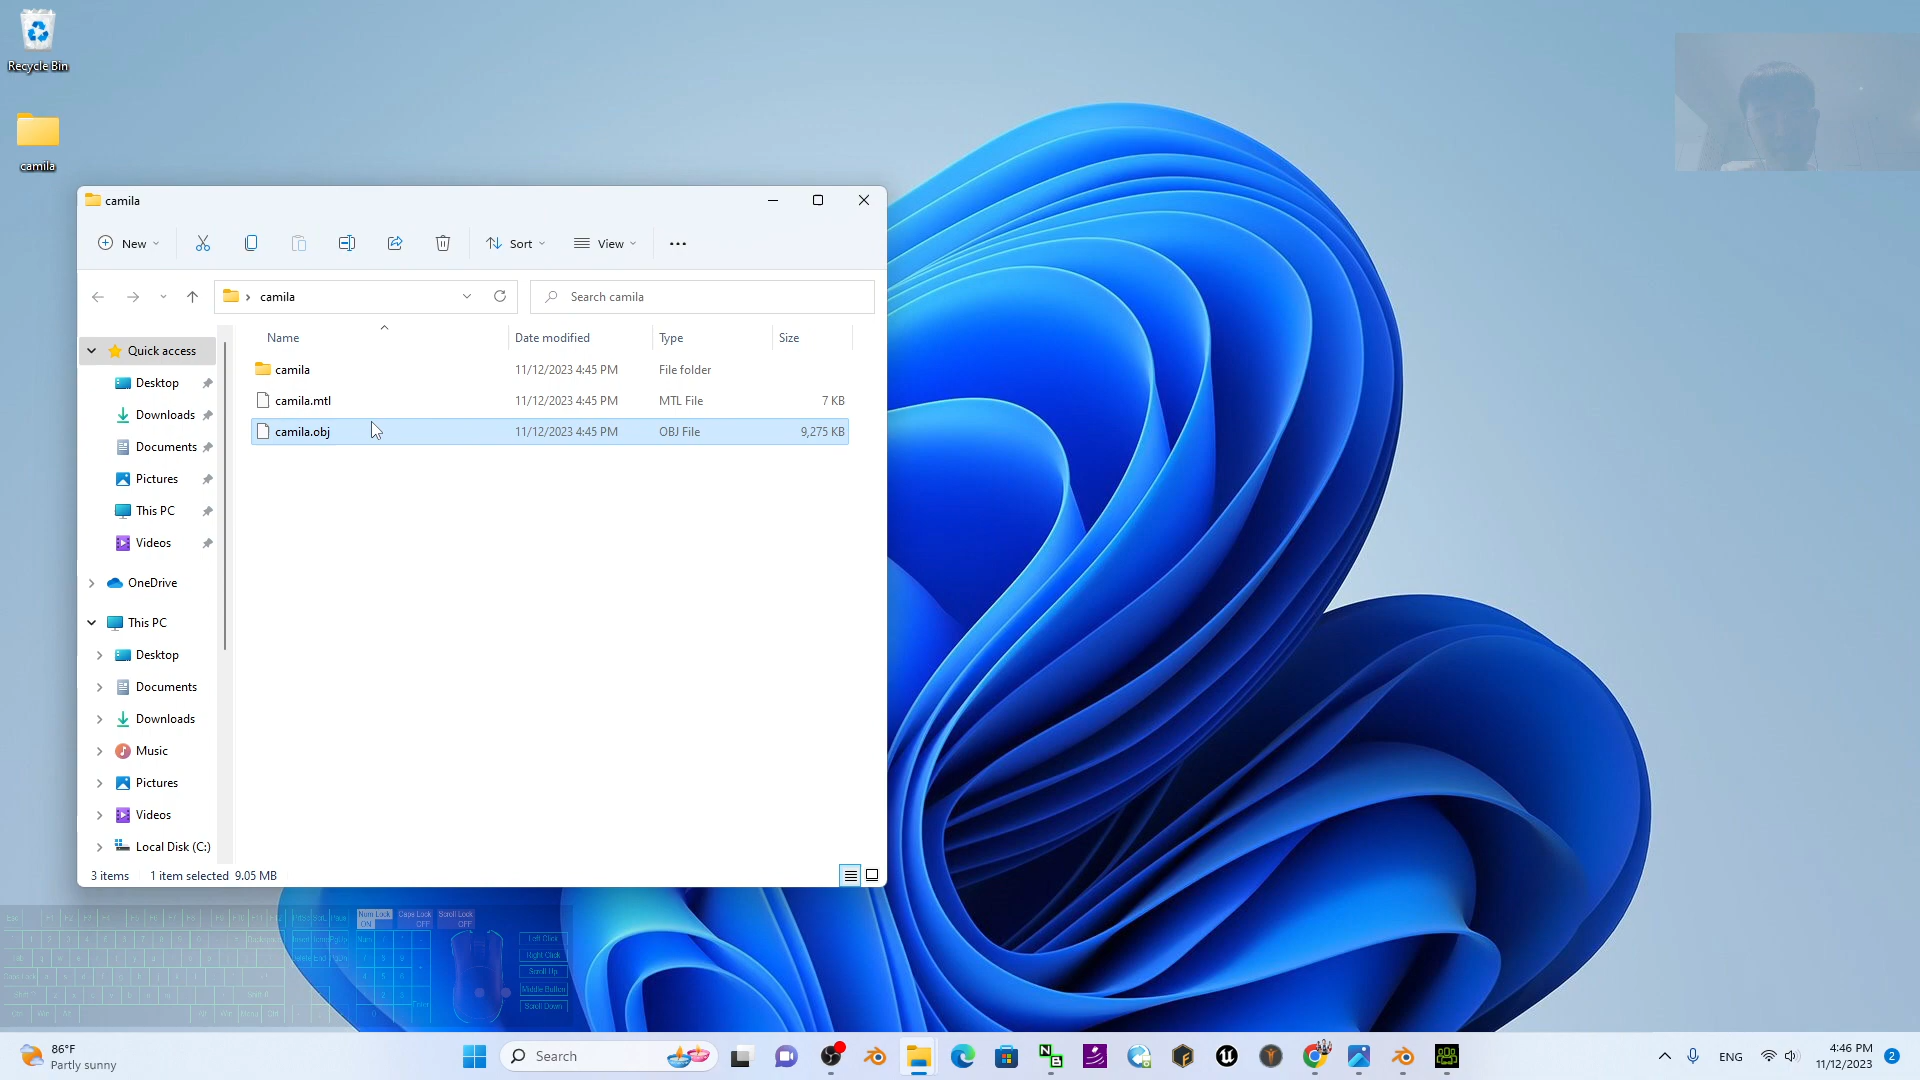 Recycle Bin
camila
camila
New
Sort
View
camila
Search camila
Name
Date modified
Type
Size
camila
11/12/2023 4:45 PM
File folder
camila.mtl
11/12/2023 4:45 PM
MTL File
7 KB
camila.obj
11/12/2023 4:45 PM
OBJ File
9,275 KB
Quick access
Desktop
Downloads
Documents
Pictures
This PC
Videos
OneDrive
This PC
Desktop
Documents
Downloads
Music
Pictures
Videos
Local Disk (C:)
3 items
1 item selected 9.05 MB
Num Lock
ON
Caps Lock
OFF
Scroll Lock
OFF
Left Click
Right Click
Scroll Up
Middle Button
Scroll Down
86°F
Partly sunny
Search
ENG
4:46 PM
11/12/2023
2